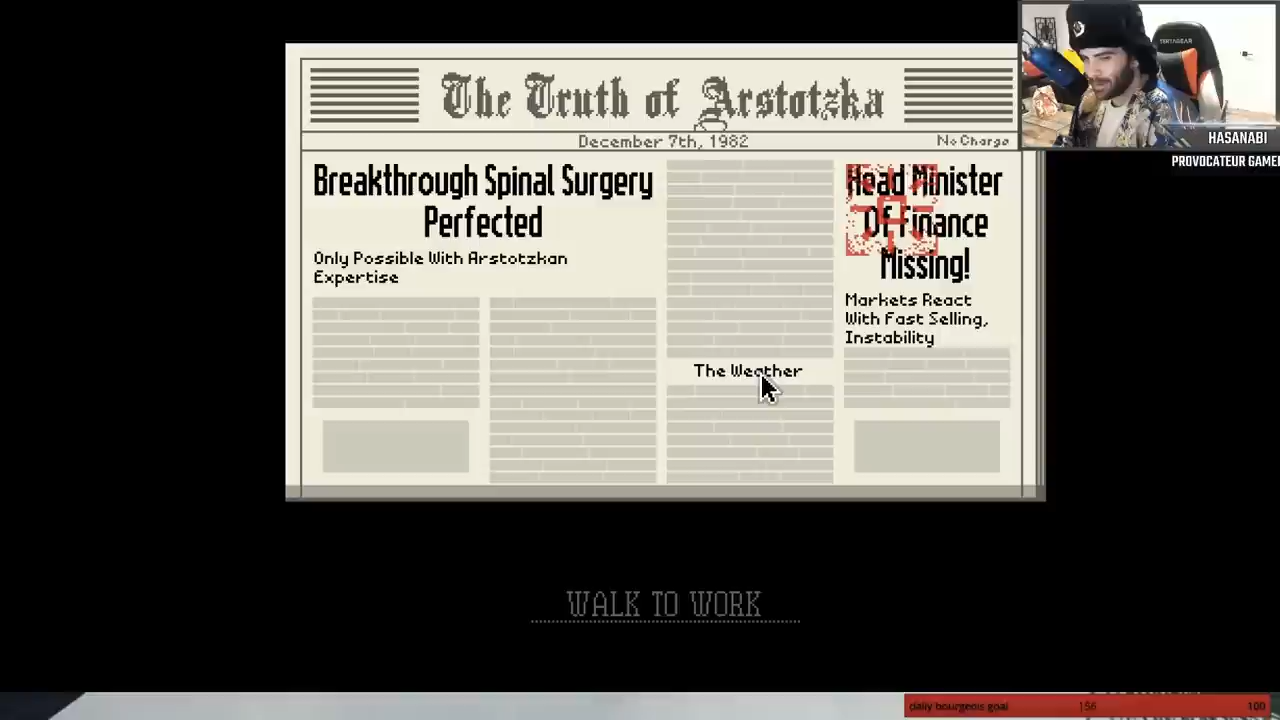 The Truth of Arstotzka
December 7th, 1982
No Charge
Breakthrough Spinal Surgery
Perfected
Only Possible With Arstotzkan
Expertise
The Weather
Head Minister
Of Finance
Missing!
Markets React
With Fast Selling,
Instability
WALK TO WORK
HASANABI
PROVOCATEUR GAME
daily bourgeois goal 156 100